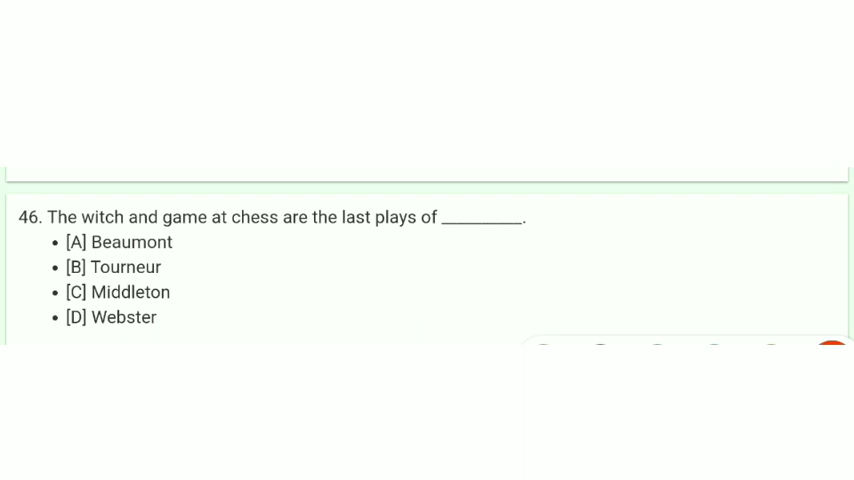 46. The witch and game at chess are the last plays of _________.
• [A] Beaumont
• [B] Tourneur
• [C] Middleton
• [D] Webster